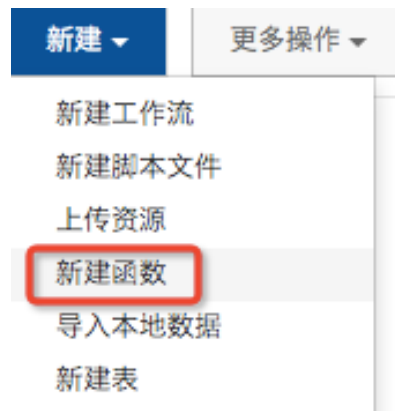 新建 更多操作
新建工作流
新建脚本文件
上传资源
新建函数
导入本地数据
新建表